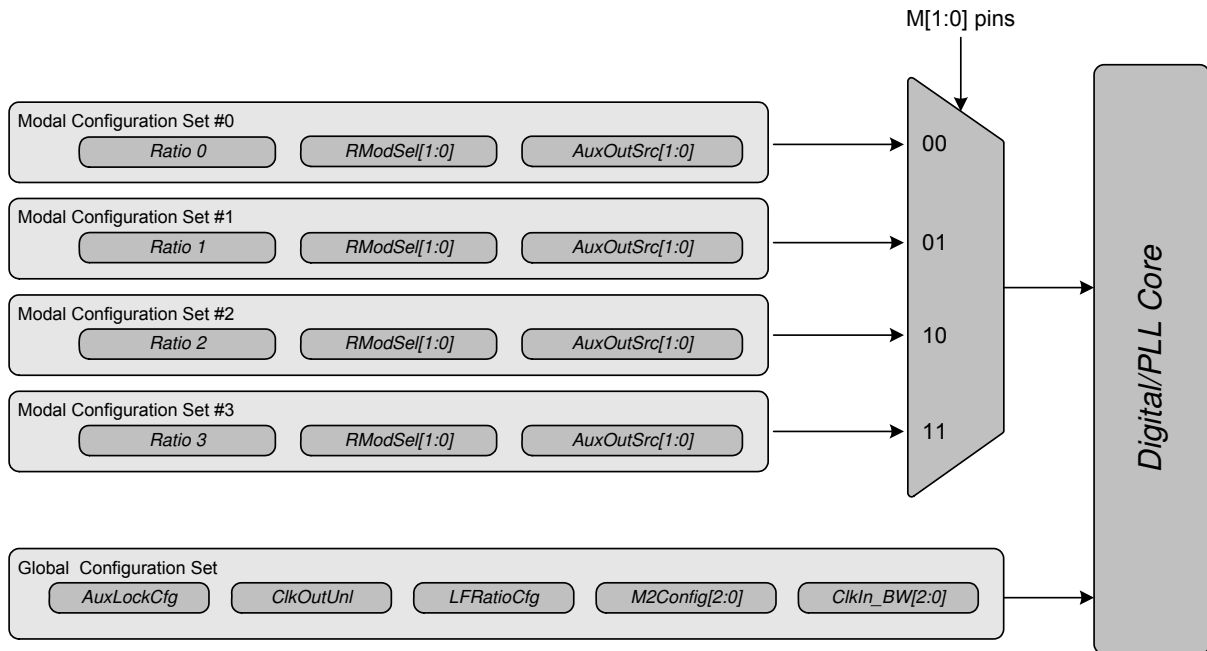 M[1:0] pins
Modal Configuration Set #0
Ratio 0 RModSel[1:0] AuxOutSrc[1:0]
00
Modal Configuration Set #1
Ratio 1 RModSel[1:0] AuxOutSrc[1:0]
01
Modal Configuration Set #2
Ratio 2 RModSel[1:0] AuxOutSrc[1:0]
10
Modal Configuration Set #3
Ratio 3 RModSel[1:0] AuxOutSrc[1:0]
11
Digital/PLL Core
Global Configuration Set
AuxLockCfg ClkOutUnl LFRatioCfg M2Config[2:0] ClkIn_BW[2:0]